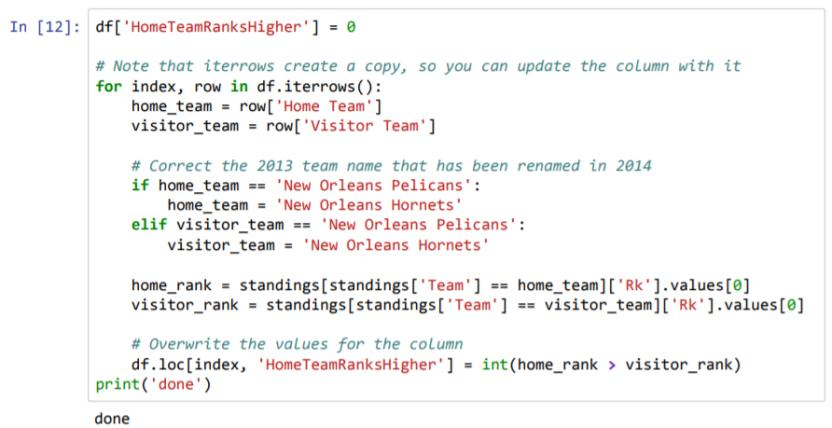 In [12]: df['HomeTeamRanksHigher'] = 0
# Note that iterrows create a copy, so you can update the column with it
for index, row in df.iterrows():
    home_team = row['Home Team']
    visitor_team = row['Visitor Team']
    # Correct the 2013 team name that has been renamed in 2014
    if home_team == 'New Orleans Pelicans':
        home_team = 'New Orleans Hornets'
    elif visitor_team == 'New Orleans Pelicans':
        visitor_team = 'New Orleans Hornets'
    home_rank = standings[standings['Team'] == home_team]['Rk'].values[0]
    visitor_rank = standings[standings['Team'] == visitor_team]['Rk'].values[0]
    # Overwrite the values for the column
    df.loc[index, 'HomeTeamRanksHigher'] = int(home_rank > visitor_rank)
print('done')
done